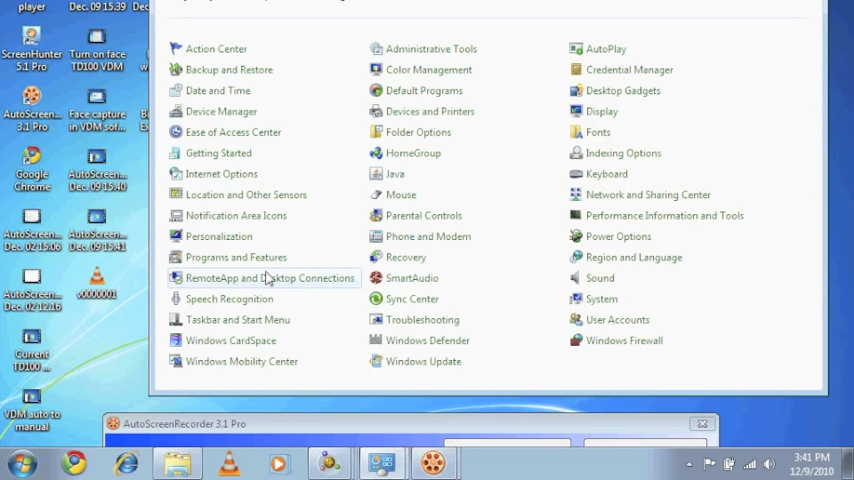 player
Dec. 09 15.39
Dec.
ScreenHunter
5.1 Pro
Turn on face
TD100 VDM
AutoScreen...
3.1 Pro
Face capture
in VDM sof...
Google
Chrome
AutoScreen...
Dec. 09 15.40
AutoScreen...
Dec. 02 15.06
AutoScreen...
Dec. 09 15.41
AutoScreen...
Dec. 02 12.16
v0000001
Current
TD100 ...
VDM auto to
manual
Action Center
Administrative Tools
AutoPlay
Backup and Restore
Color Management
Credential Manager
Date and Time
Default Programs
Desktop Gadgets
Device Manager
Devices and Printers
Display
Ease of Access Center
Folder Options
Fonts
Getting Started
HomeGroup
Indexing Options
Internet Options
Java
Keyboard
Location and Other Sensors
Mouse
Network and Sharing Center
Notification Area Icons
Parental Controls
Performance Information and Tools
Personalization
Phone and Modem
Power Options
Programs and Features
Recovery
Region and Language
RemoteApp and Desktop Connections
SmartAudio
Sound
Speech Recognition
Sync Center
System
Taskbar and Start Menu
Troubleshooting
User Accounts
Windows CardSpace
Windows Defender
Windows Firewall
Windows Mobility Center
Windows Update
AutoScreenRecorder 3.1 Pro
3:41 PM
12/9/2010